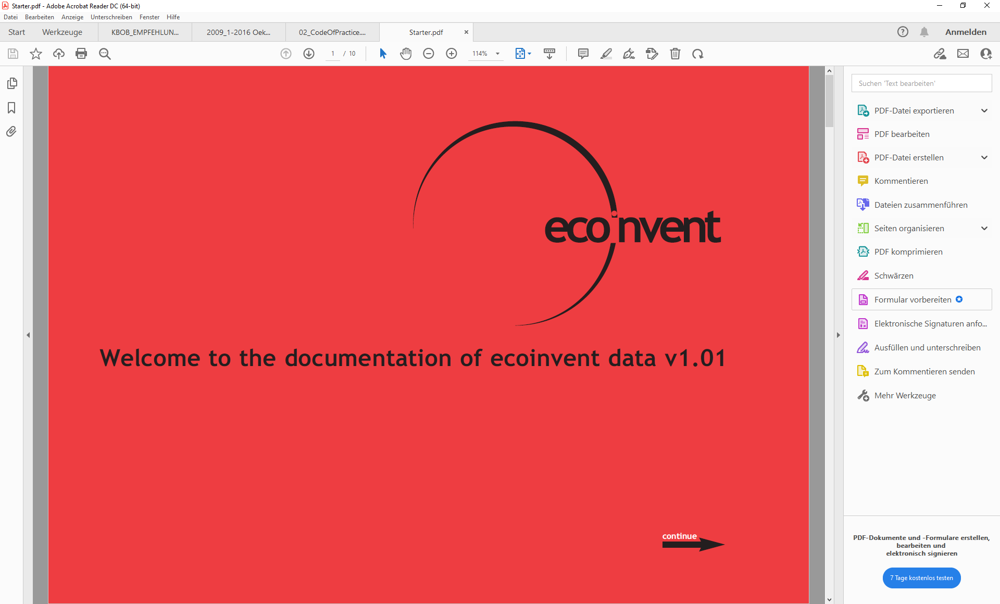 Starter.pdf - Adobe Acrobat Reader DC (64-bit)
Datei Bearbeiten Anzeige Unterschreiben Fenster Hilfe
Start Werkzeuge KBOB_EMPFEHLUN... 2009_1-2016 Oek... 02_CodeOfPractice.... Starter.pdf × ? Anmelden
1 / 10 114%
Suchen 'Text bearbeiten'
PDF-Datei exportieren
PDF bearbeiten
PDF-Datei erstellen
Kommentieren
Dateien zusammenführen
Seiten organisieren
PDF komprimieren
Schwärzen
Formular vorbereiten
Elektronische Signaturen anfo...
Ausfüllen und unterschreiben
Zum Kommentieren senden
Mehr Werkzeuge
ecoinvent
Welcome to the documentation of ecoinvent data v1.01
continue
PDF-Dokumente und -Formulare erstellen,
bearbeiten und
elektronisch signieren
7 Tage kostenlos testen